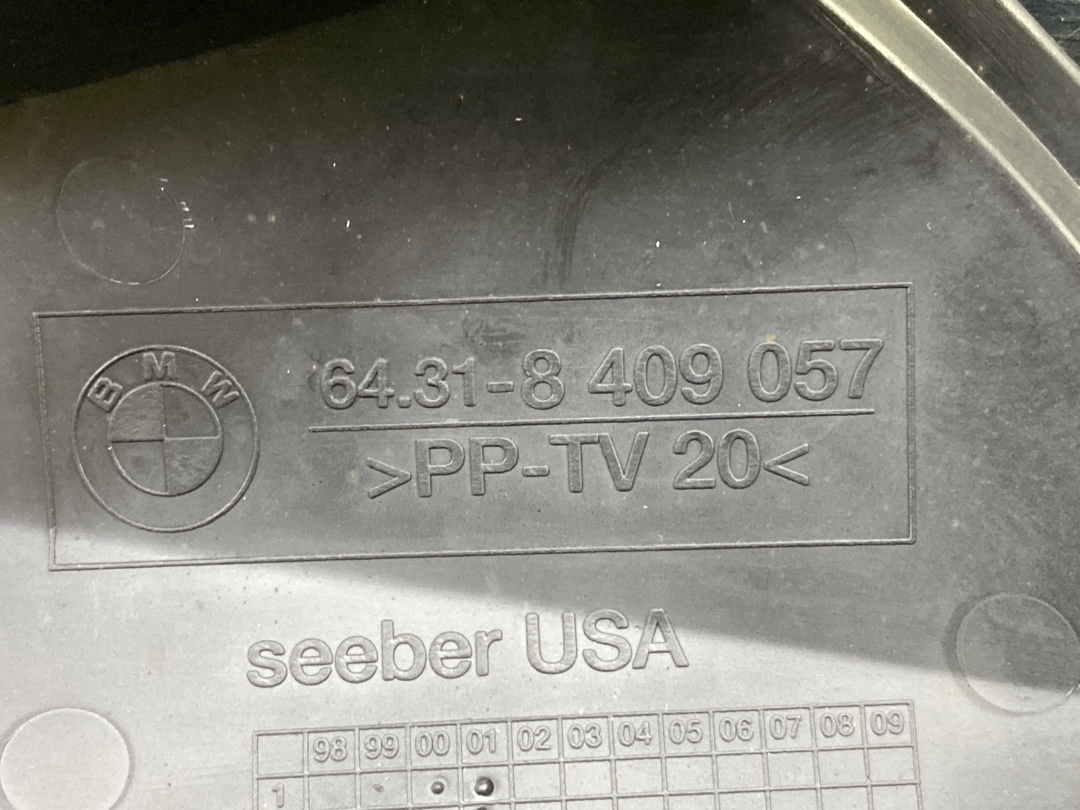 BMW
64.31-8 409 057
>PP-TV 20<
seeber USA
98 99 00 01 02 03 04 05 06 07 08 09
1